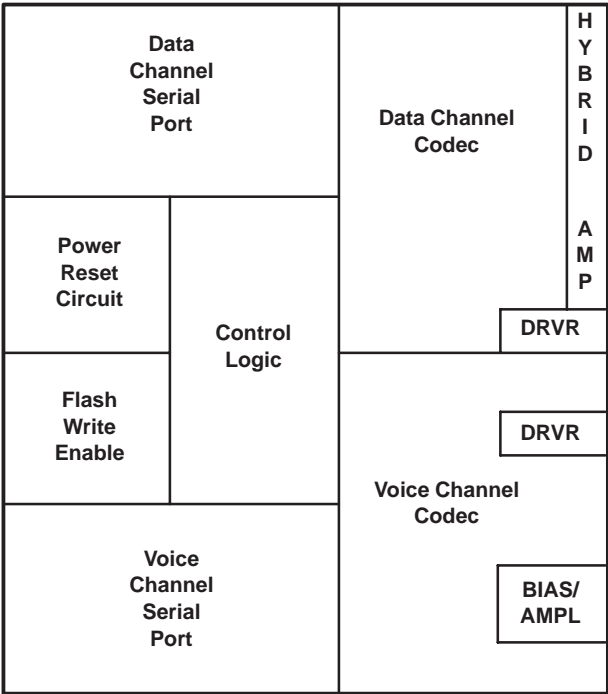 Data
Channel
Serial
Port
Data Channel
Codec
H
Y
B
R
I
D
A
M
P
Power
Reset
Circuit
Control
Logic
DRVR
Flash
Write
Enable
DRVR
Voice Channel
Codec
Voice
Channel
Serial
Port
BIAS/
AMPL